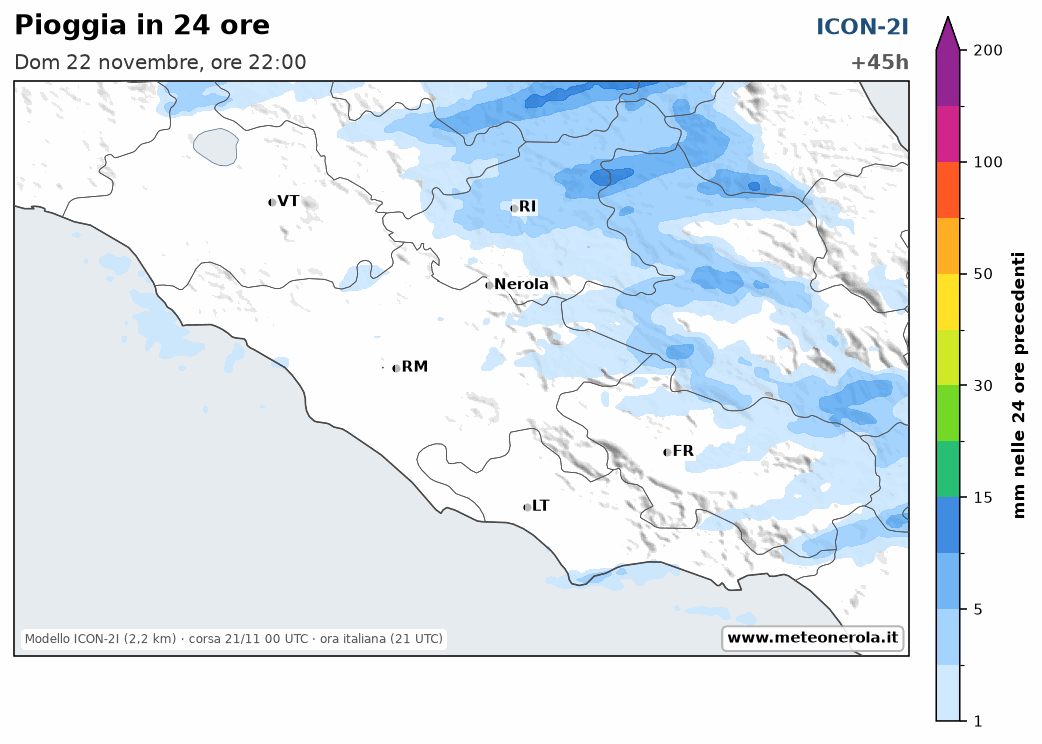 Pioggia in 24 ore
ICON-2I
Dom 22 novembre, ore 22:00
+45h
200
100
50
30
15
5
1
mm nelle 24 ore precedenti
VT
RI
Nerola
RM
FR
LT
Modello ICON-2I (2,2 km) · corsa 21/11 00 UTC · ora italiana (21 UTC)
www.meteonerola.it